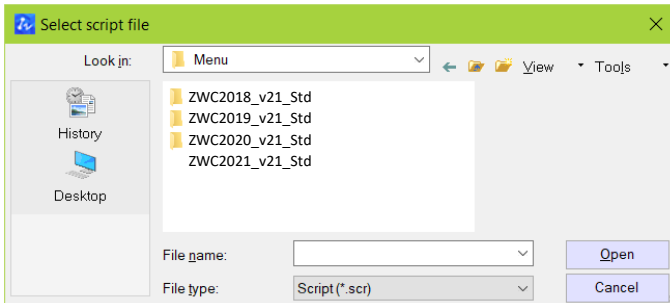 Select script file
Look in:
Menu
View
Tools
History
Desktop
ZWC2018_v21_Std
ZWC2019_v21_Std
ZWC2020_v21_Std
ZWC2021_v21_Std
File name:
Open
File type:
Script (*.scr)
Cancel